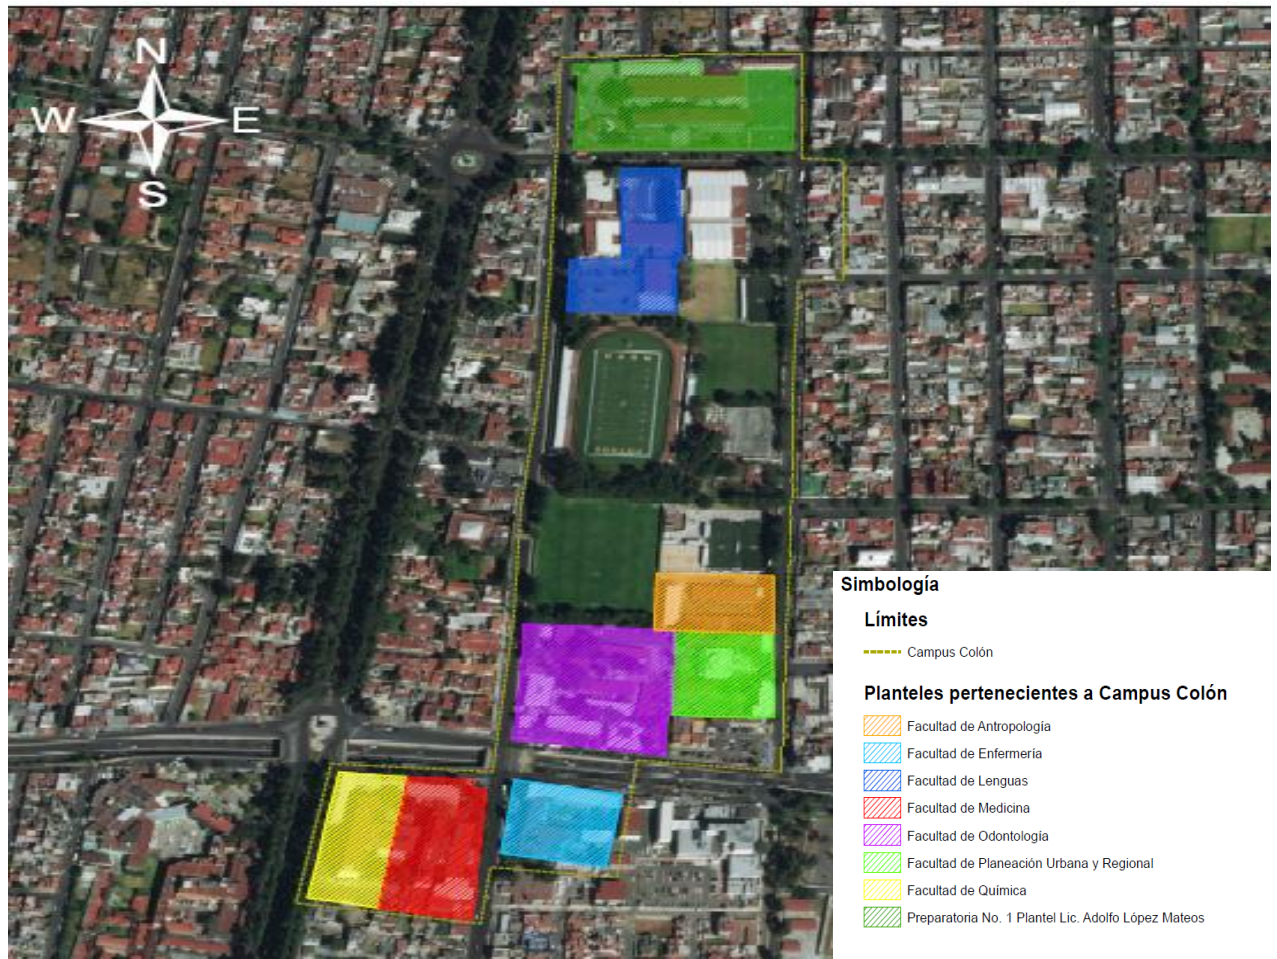 N
W E
S
Simbología
Límites
Campus Colón
Planteles pertenecientes a Campus Colón
Facultad de Antropología
Facultad de Enfermería
Facultad de Lenguas
Facultad de Medicina
Facultad de Odontología
Facultad de Planeación Urbana y Regional
Facultad de Química
Preparatoria No. 1 Plantel Lic. Adolfo López Mateos